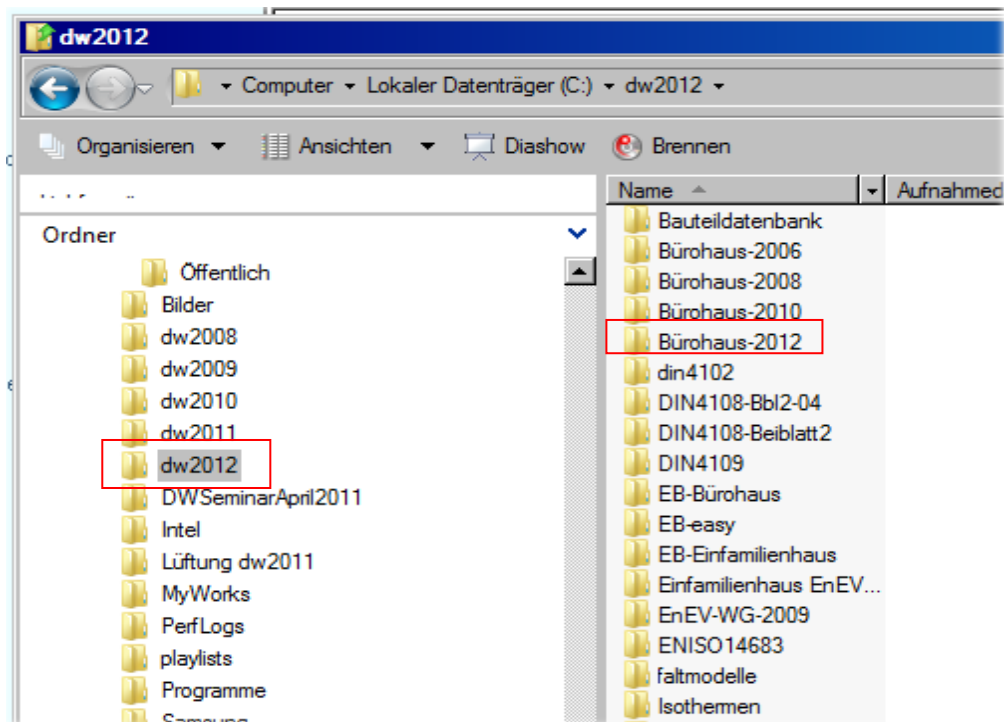 dw2012
Computer Lokaler Datenträger (C:) dw2012
Organisieren Ansichten Diashow Brennen
Ordner
Öffentlich
Bilder
dw2008
dw2009
dw2010
dw2011
dw2012
DWSeminarApril2011
Intel
Lüftung dw2011
MyWorks
PerfLogs
playlists
Programme
Samsung
Name Aufnahmed
Bauteildatenbank
Bürohaus-2006
Bürohaus-2008
Bürohaus-2010
Bürohaus-2012
din4102
DIN4108-Bbl2-04
DIN4108-Beiblatt2
DIN4109
EB-Bürohaus
EB-easy
EB-Einfamilienhaus
Einfamilienhaus EnEV...
EnEV-WG-2009
ENISO14683
faltmodelle
Isothermen